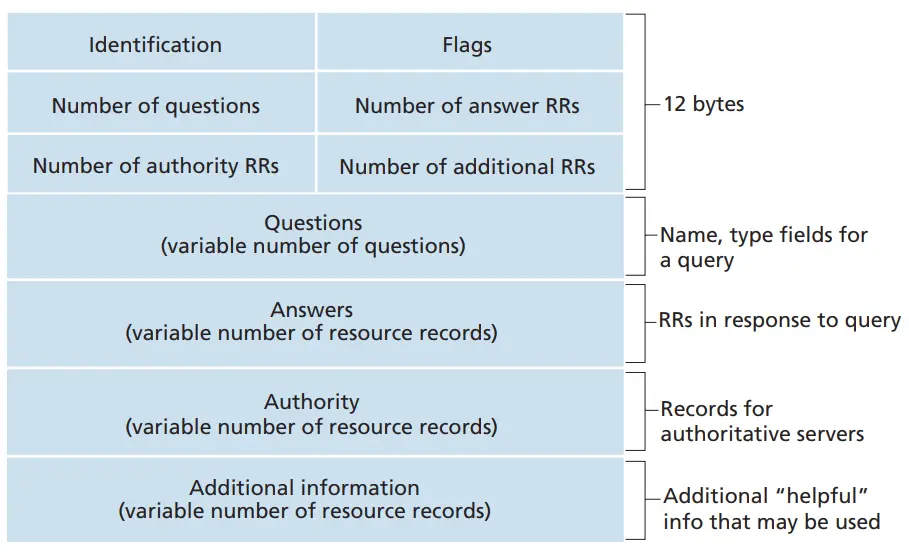 Identification
Flags
12 bytes
Number of questions
Number of answer RRs
Number of authority RRs
Number of additional RRs
Questions
(variable number of questions)
Name, type fields for
a query
Answers
(variable number of resource records)
RRs in response to query
Authority
(variable number of resource records)
Records for
authoritative servers
Additional information
(variable number of resource records)
Additional “helpful”
info that may be used